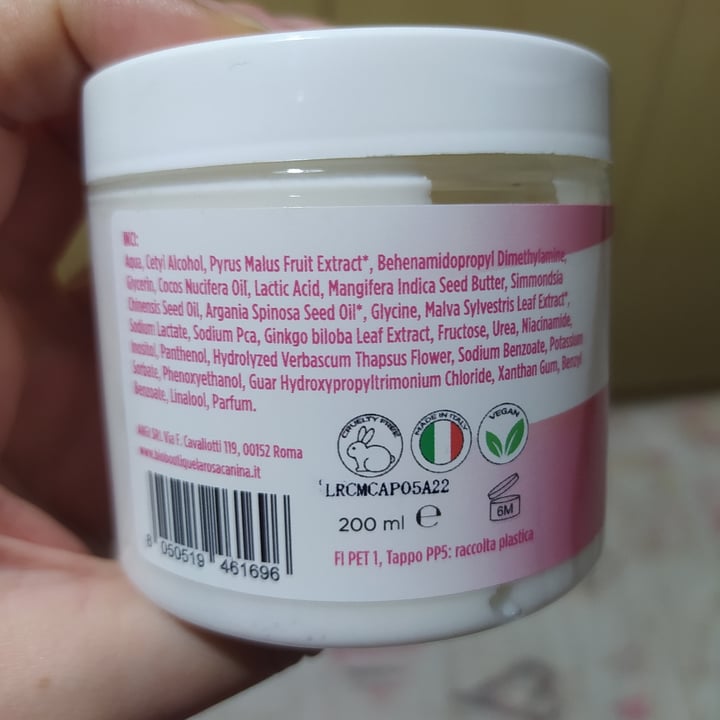 INCI:
Aqua, Cetyl Alcohol, Pyrus Malus Fruit Extract*, Behenamidopropyl Dimethylamine,
Glycerin, Cocos Nucifera Oil, Lactic Acid, Mangifera Indica Seed Butter, Simmondsia
Chinensis Seed Oil, Argania Spinosa Seed Oil*, Glycine, Malva Sylvestris Leaf Extract*,
Sodium Lactate, Sodium Pca, Ginkgo biloba Leaf Extract, Fructose, Urea, Niacinamide,
Inositol, Panthenol, Hydrolyzed Verbascum Thapsus Flower, Sodium Benzoate, Potassium
Sorbate, Phenoxyethanol, Guar Hydroxypropyltrimonium Chloride, Xanthan Gum, Benzyl
Benzoate, Linalool, Parfum.
SRL Via F. Cavallotti 119, 00152 Roma
www.bioboutiquelarosacanina.it
CRUELTY FREE
MADE IN ITALY
VEGAN
LRCMCAP05A22
200 ml e
6M
FI PET 1, Tappo PP5: raccolta plastica
8 050519 461696